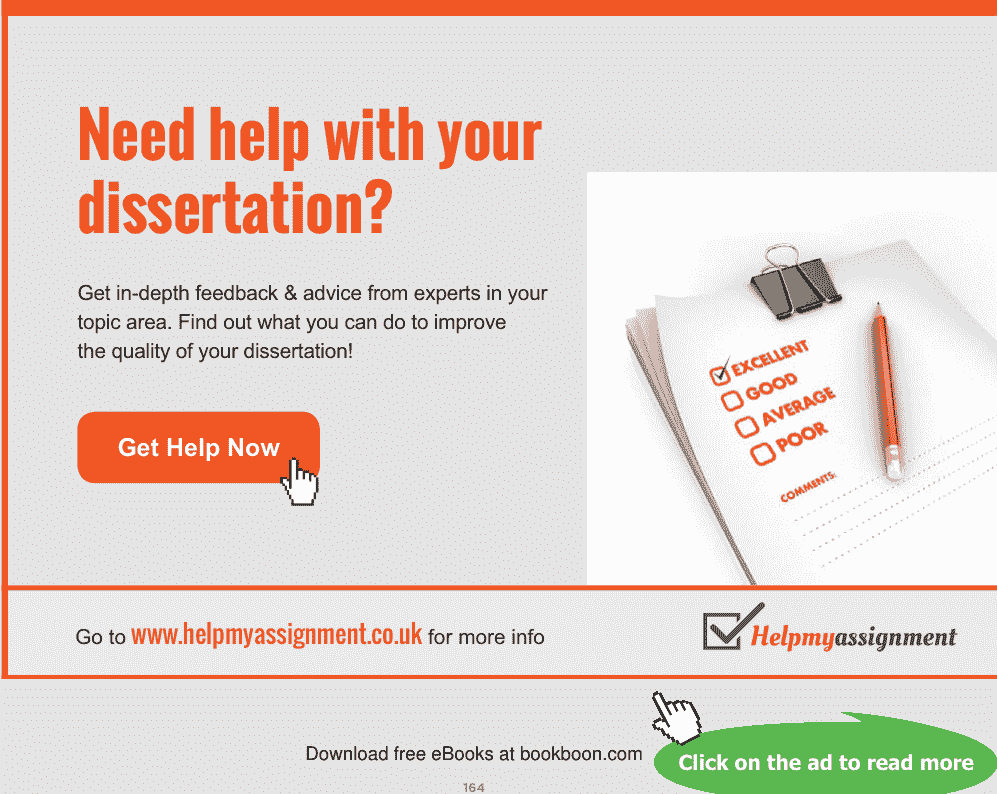 Need help with your
dissertation?
Get in-depth feedback & advice from experts in your
topic area. Find out what you can do to improve
the quality of your dissertation!
Get Help Now
EXCELLENT
GOOD
AVERAGE
POOR
COMMENTS:
Go to www.helpmyassignment.co.uk for more info
Helpmyassignment
Download free eBooks at bookboon.com
Click on the ad to read more
164